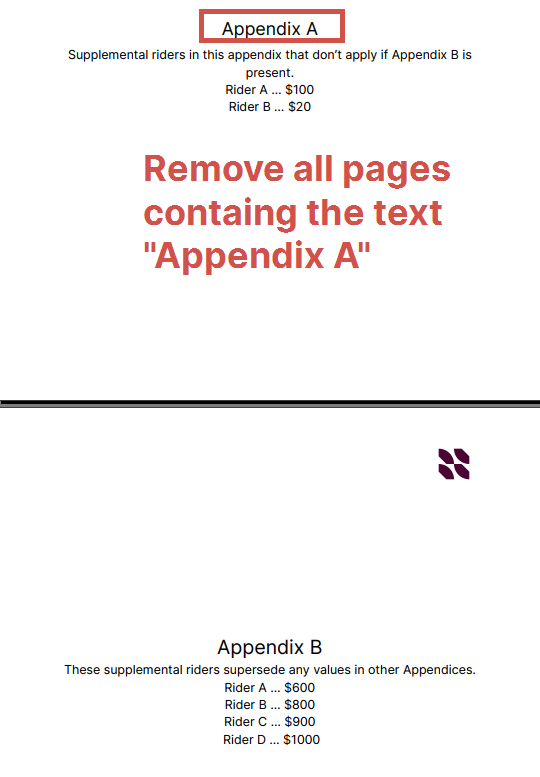 Appendix A
Supplemental riders in this appendix that don’t apply if Appendix B is
present.
Rider A ... $100
Rider B ... $20
Remove all pages
containg the text
"Appendix A"
Appendix B
These supplemental riders supersede any values in other Appendices.
Rider A ... $600
Rider B ... $800
Rider C ... $900
Rider D ... $1000